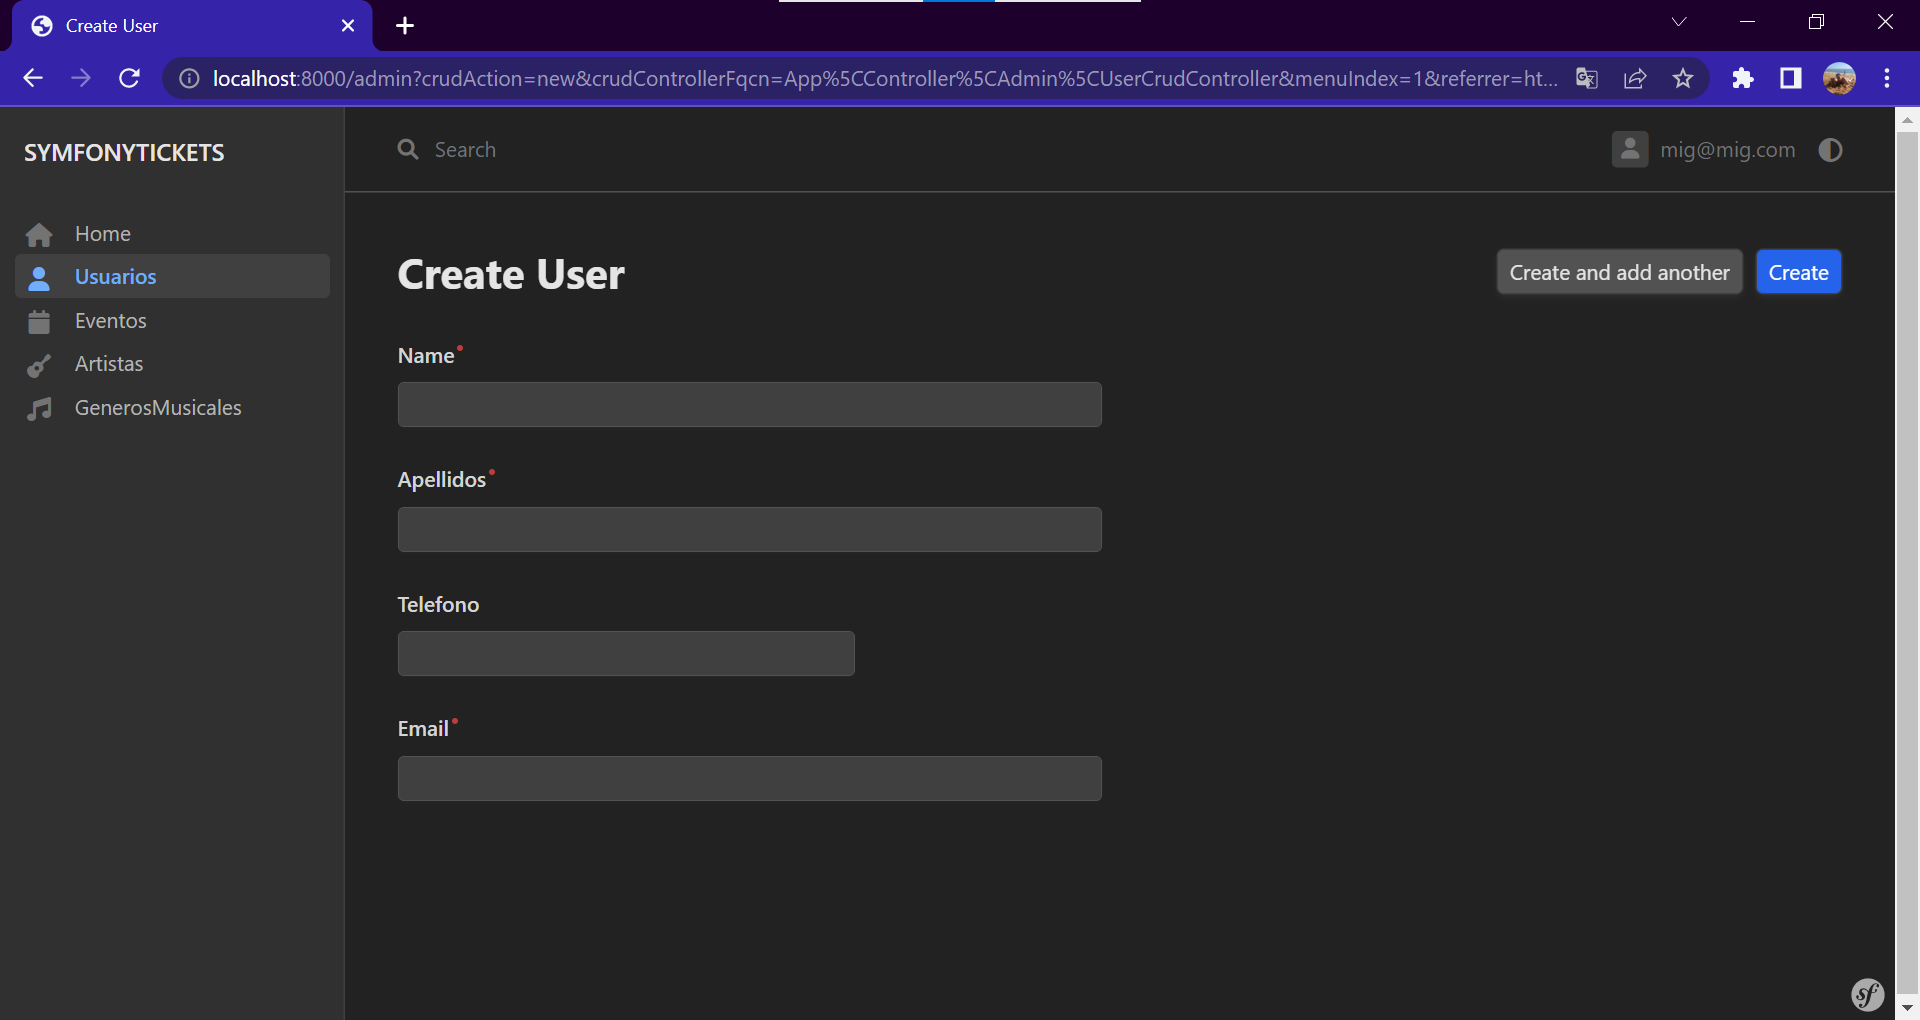 Create User
localhost:8000/admin?crudAction=new&crudControllerFqcn=App%5CController%5CAdmin%5CUserCrudController&menuIndex=1&referrer=ht...
SYMFONYTICKETS
Search
mig@mig.com
Home
Usuarios
Eventos
Artistas
GenerosMusicales
Create User
Create and add another
Create
Name
Apellidos
Telefono
Email
sf